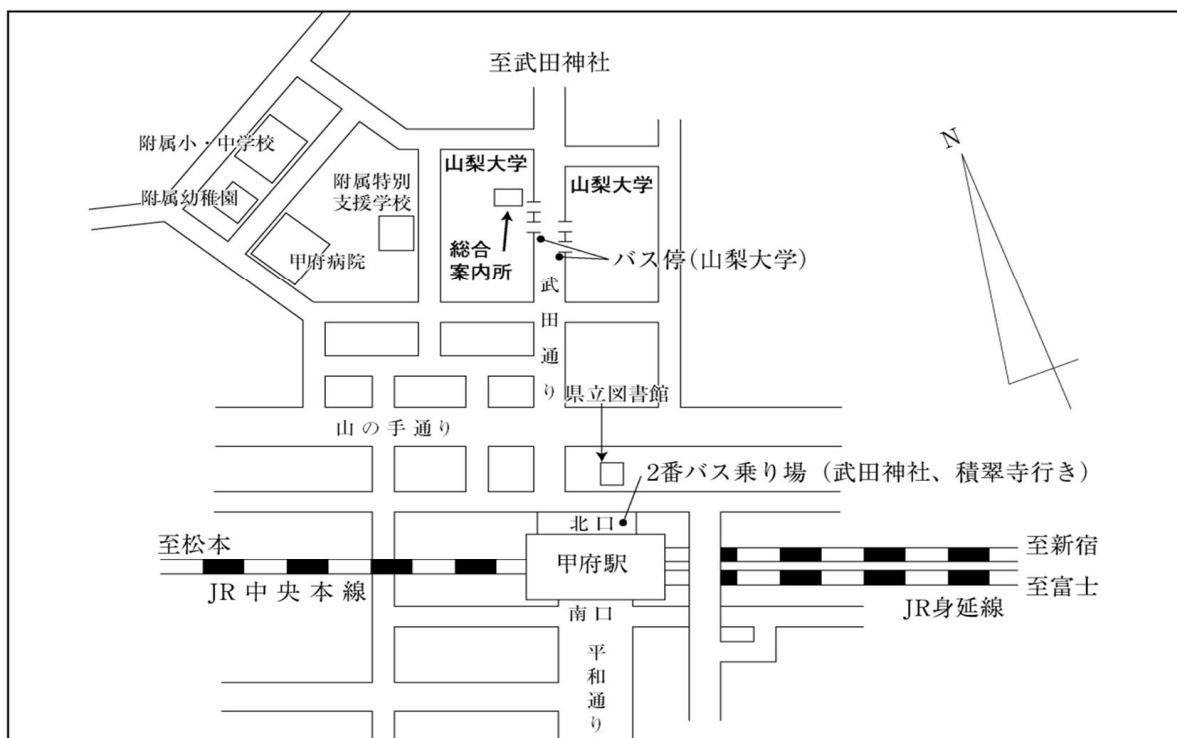 至武田神社
附属小・中学校
附属幼稚園
附属特別
支援学校
甲府病院
山梨大学
総合
案内所
山梨大学
バス停(山梨大学)
N
武田通り
県立図書館
山の手通り
2番バス乗り場（武田神社、積翠寺行き）
北口
至松本
JR中央本線
甲府駅
至新宿
至富士
JR身延線
南口
平和通り